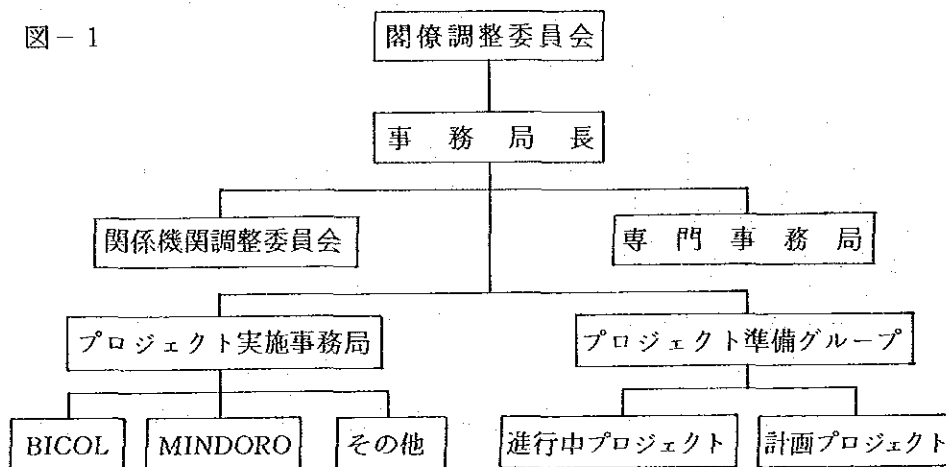 図－1
閣僚調整委員会
事務局長
関係機関調整委員会
専門事務局
プロジェクト実施事務局
プロジェクト準備グループ
BICOL
MINDORO
その他
進行中プロジェクト
計画プロジェクト